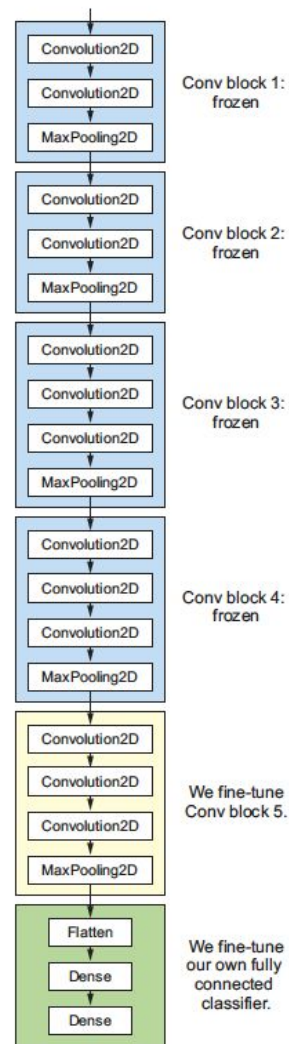 Convolution2D
Convolution2D
MaxPooling2D
Conv block 1:
frozen
Convolution2D
Convolution2D
MaxPooling2D
Conv block 2:
frozen
Convolution2D
Convolution2D
Convolution2D
MaxPooling2D
Conv block 3:
frozen
Convolution2D
Convolution2D
Convolution2D
MaxPooling2D
Conv block 4:
frozen
Convolution2D
Convolution2D
Convolution2D
MaxPooling2D
We fine-tune
Conv block 5.
Flatten
Dense
Dense
We fine-tune
our own fully
connected
classifier.